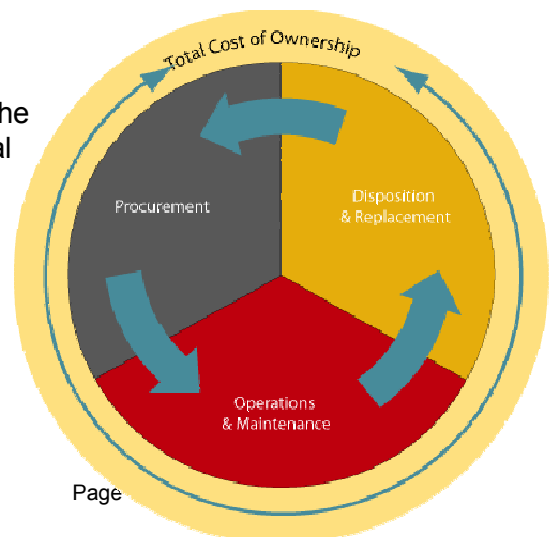 Total Cost of Ownership
he
al
Procurement
Disposition
& Replacement
Operations
& Maintenance
Page